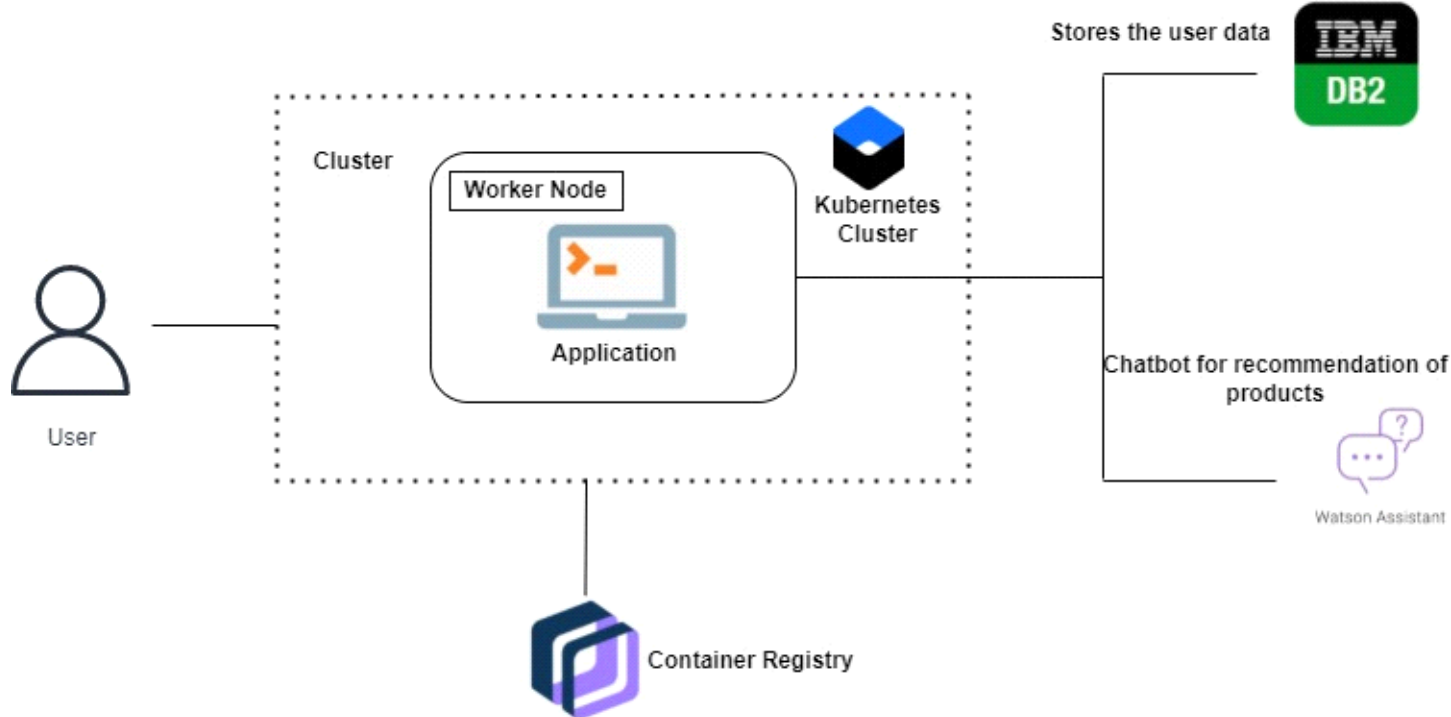 Stores the user data
IBM
DB2
Cluster
Worker Node
Kubernetes
Cluster
Application
User
Chatbot for recommendation of
products
?
Watson Assistant
Container Registry